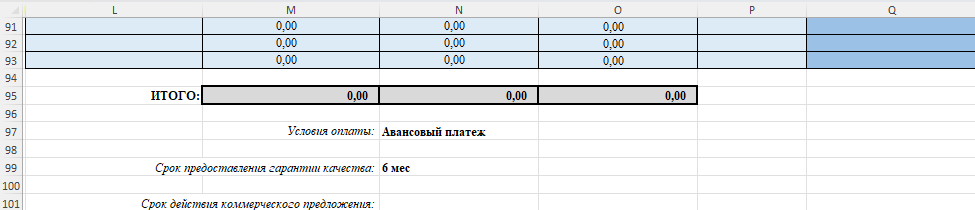 L M N O P Q
91 0,00 0,00 0,00
92 0,00 0,00 0,00
93 0,00 0,00 0,00
94
95 ИТОГО: 0,00 0,00 0,00
96
97 Условия оплаты: Авансовый платеж
98
99 Срок предоставления гарантии качества: 6 мес
100
101 Срок действия коммерческого предложения: